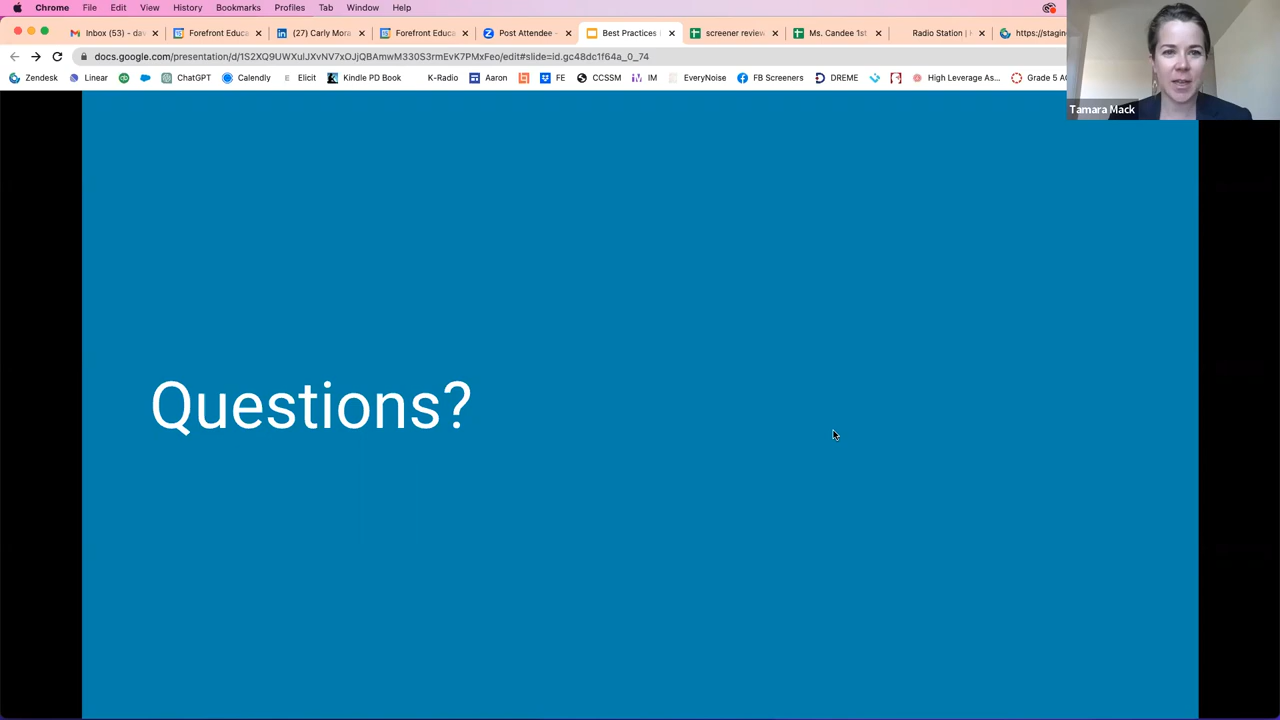 Chrome File Edit View History Bookmarks Profiles Tab Window Help
Inbox (53) - dav Forefront Educa (27) Carly Mora Forefront Educa Post Attendee - Best Practices screener review Ms. Candee 1st Radio Station | https://staging
docs.google.com/presentation/d/1S2XQ9UWXulJXvNV7xOJjQBAmwM330S3rmEvK7PMxFeo/edit#slide=id.gc48dc1f64a_0_74
Zendesk Linear ChatGPT Calendly Elicit Kindle PD Book K-Radio Aaron FE CCSSM IM EveryNoise FB Screeners DREME High Leverage As... Grade 5 A
Tamara Mack
Questions?